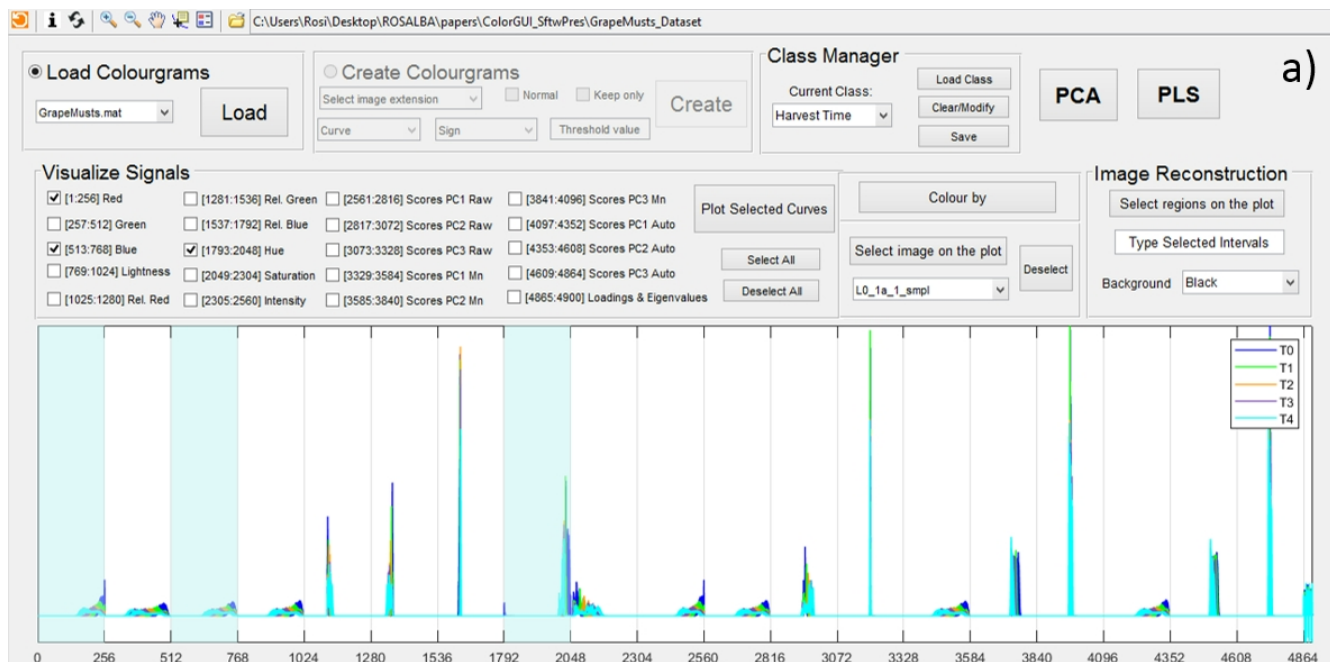 C:\Users\Rosi\Desktop\ROSALBA\papers\ColorGUI_SftwPres\GrapeMusts_Dataset
a)
Load Colourgrams
GrapeMusts.mat
Load
Create Colourgrams
Select image extension
Normal
Keep only
Curve
Sign
Threshold value
Create
Class Manager
Current Class:
Harvest Time
Load Class
Clear/Modify
Save
PCA
PLS
Visualize Signals
[1:256] Red
[257:512] Green
[513:768] Blue
[769:1024] Lightness
[1025:1280] Rel. Red
[1281:1536] Rel. Green
[1537:1792] Rel. Blue
[1793:2048] Hue
[2049:2304] Saturation
[2305:2560] Intensity
[2561:2816] Scores PC1 Raw
[2817:3072] Scores PC2 Raw
[3073:3328] Scores PC3 Raw
[3329:3584] Scores PC1 Mn
[3585:3840] Scores PC2 Mn
[3841:4096] Scores PC3 Mn
[4097:4352] Scores PC1 Auto
[4353:4608] Scores PC2 Auto
[4609:4864] Scores PC3 Auto
[4865:4900] Loadings & Eigenvalues
Plot Selected Curves
Select All
Deselect All
Colour by
Select image on the plot
L0_1a_1_smpl
Deselect
Image Reconstruction
Select regions on the plot
Type Selected Intervals
Background
Black
T0
T1
T2
T3
T4
0 256 512 768 1024 1280 1536 1792 2048 2304 2560 2816 3072 3328 3584 3840 4096 4352 4608 4864